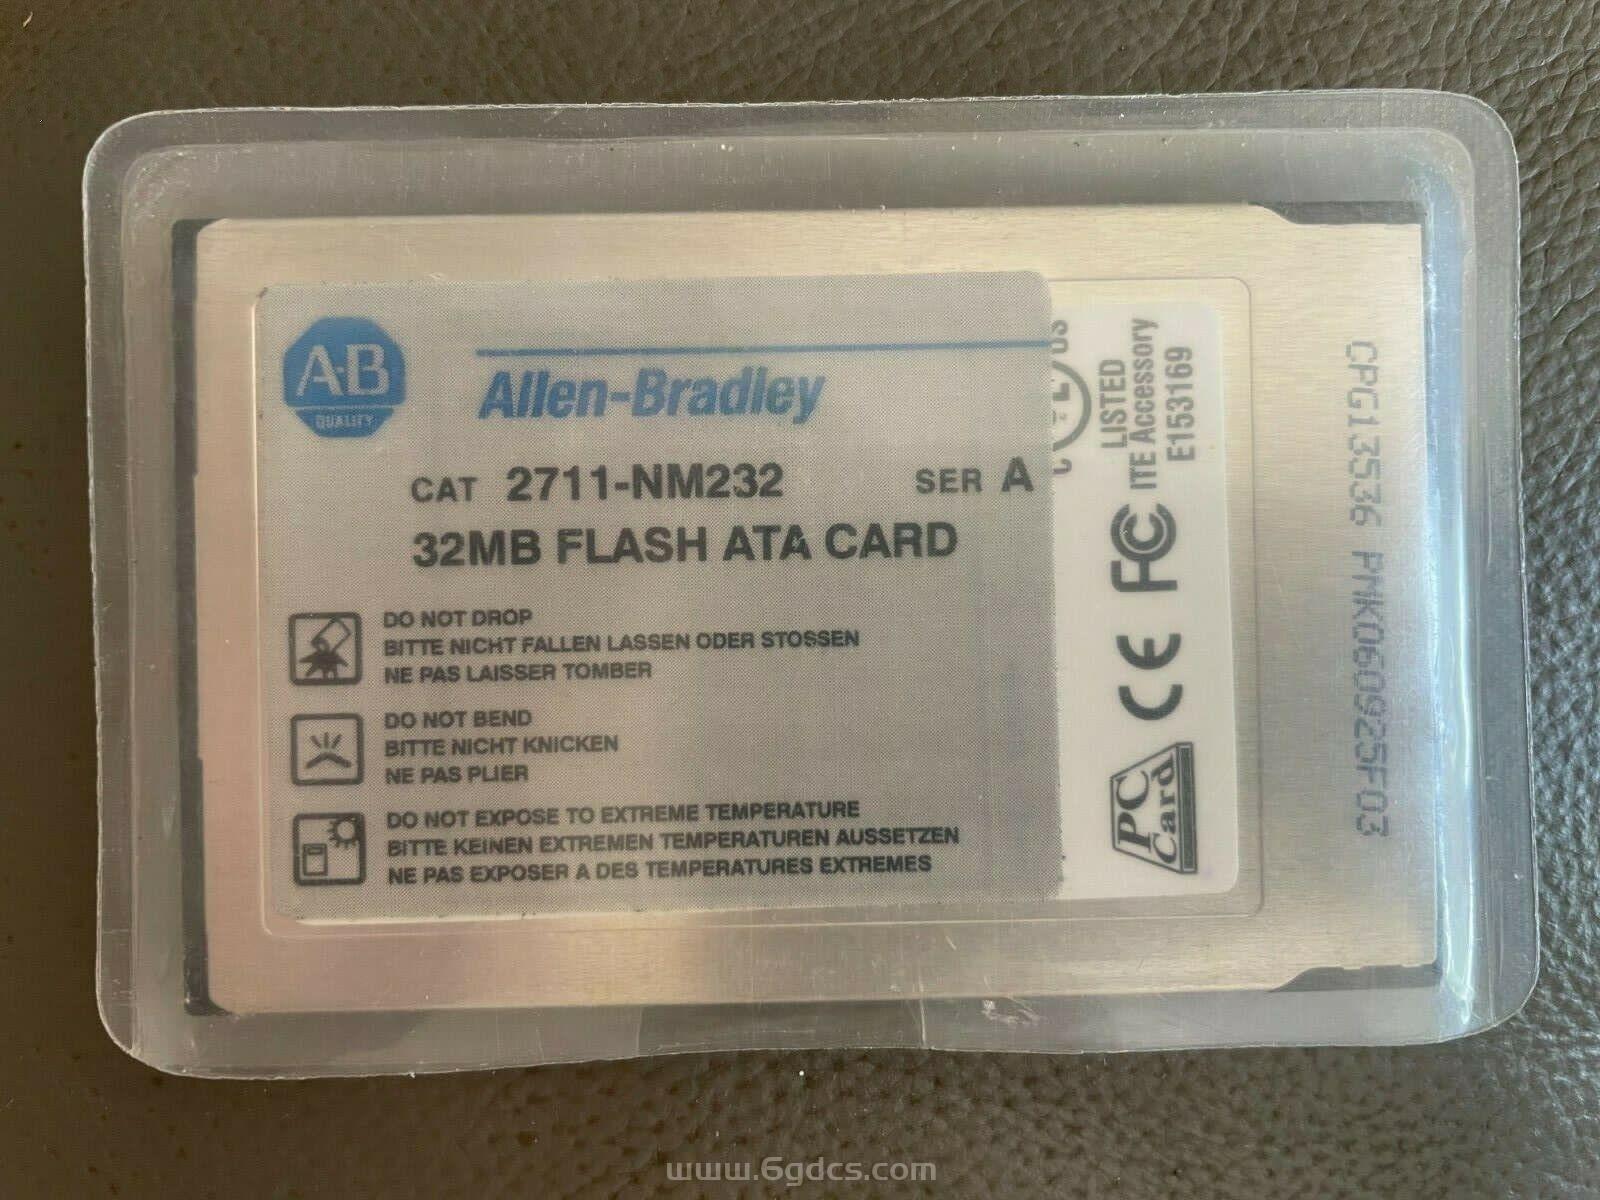 A-B
QUALITY
Allen-Bradley
CAT 2711-NM232 SER A
32MB FLASH ATA CARD
DO NOT DROP
BITTE NICHT FALLEN LASSEN ODER STOSSEN
NE PAS LAISSER TOMBER
DO NOT BEND
BITTE NICHT KNICKEN
NE PAS PLIER
DO NOT EXPOSE TO EXTREME TEMPERATURE
BITTE KEINEN EXTREMEN TEMPERATUREN AUSSETZEN
NE PAS EXPOSER A DES TEMPERATURES EXTREMES
C US
LISTED
ITE Accessory
E153169
FC
CE
PC
Card
CPG13536 PMK060925F03
www.6gdcs.com